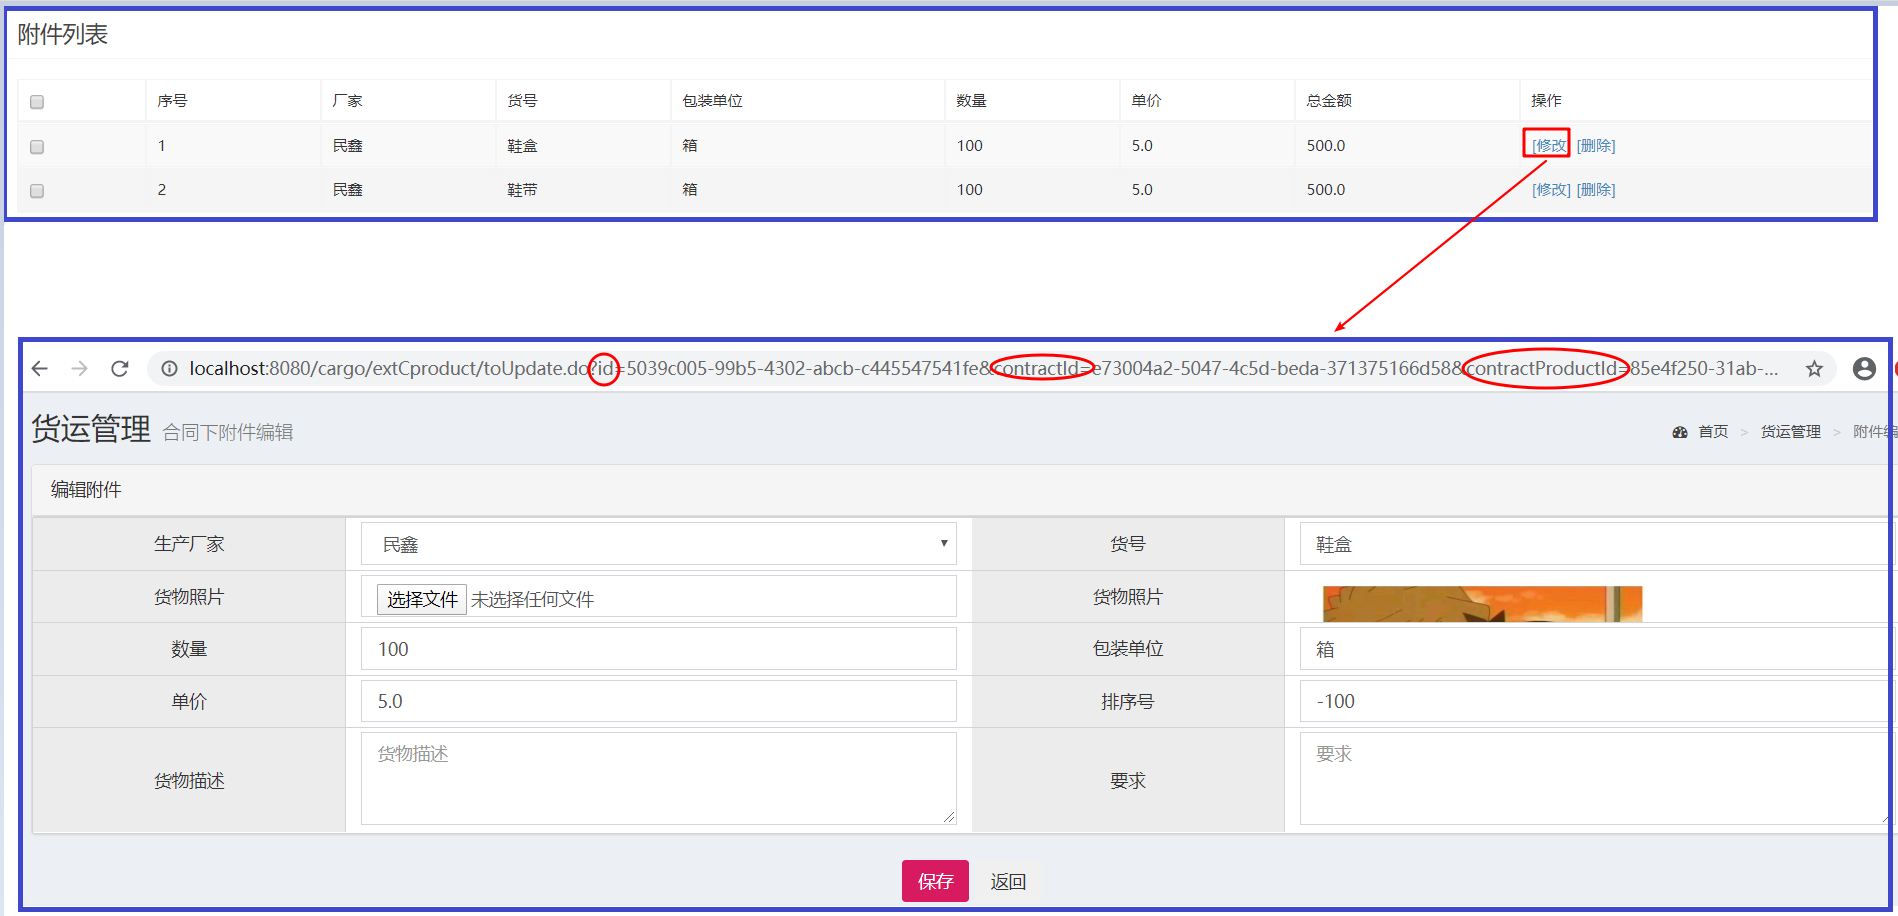 附件列表
序号 厂家 货号 包装单位 数量 单价 总金额 操作
1 民鑫 鞋盒 箱 100 5.0 500.0 [修改] [删除]
2 民鑫 鞋带 箱 100 5.0 500.0 [修改] [删除]
localhost:8080/cargo/extCproduct/toUpdate.do?id=5039c005-99b5-4302-abcb-c445547541fe&contractId=e73004a2-5047-4c5d-beda-371375166d58&contractProductId=85e4f250-31ab-...
货运管理 合同下附件编辑 首页 > 货运管理 > 附件编
编辑附件
生产厂家 民鑫 货号 鞋盒
货物照片 选择文件 未选择任何文件 货物照片
数量 100 包装单位 箱
单价 5.0 排序号 -100
货物描述 货物描述 要求 要求
保存 返回